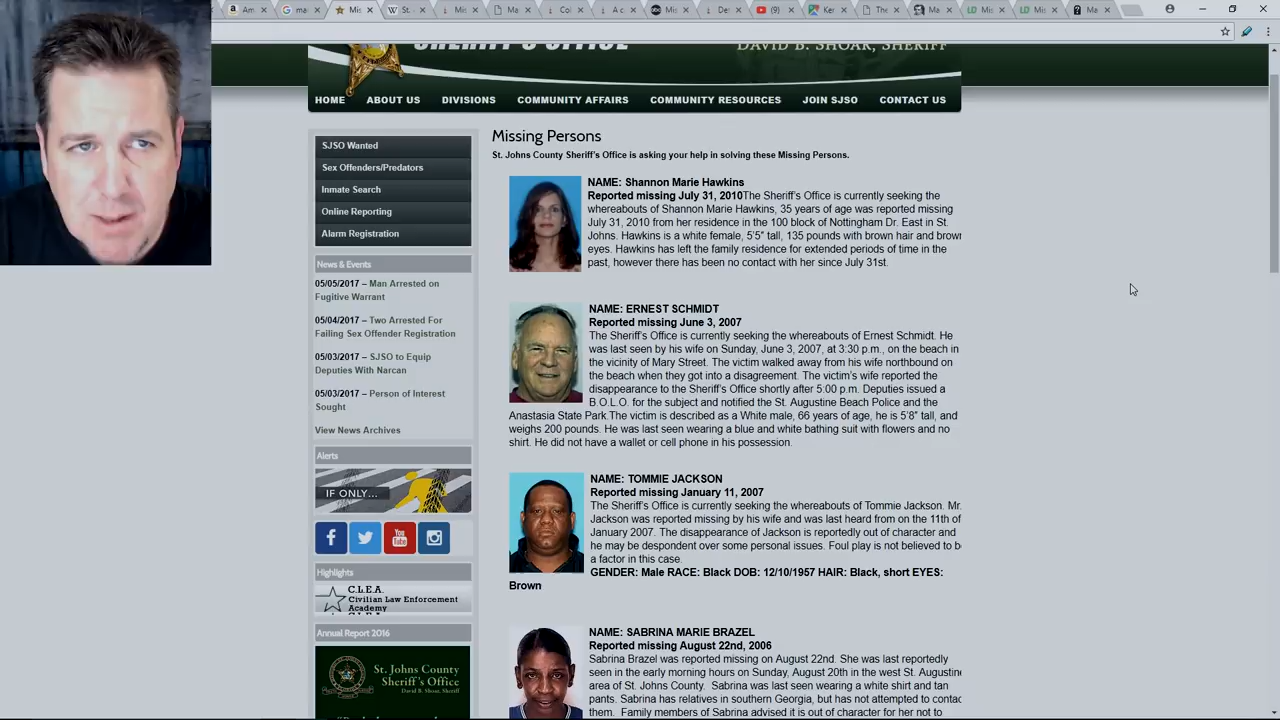 Am
G ma
Mis
W St.
Mis
Ma
Col
A c
Mis
Des
(9)
Ker
The
Ma
LD Mis
LD Mis
Ma
SHERIFF'S OFFICE
DAVID B. SHOAR, SHERIFF
HOME ABOUT US DIVISIONS COMMUNITY AFFAIRS COMMUNITY RESOURCES JOIN SJSO CONTACT US
SJSO Wanted
Sex Offenders/Predators
Inmate Search
Online Reporting
Alarm Registration
News & Events
05/05/2017 – Man Arrested on
Fugitive Warrant
05/04/2017 – Two Arrested For
Failing Sex Offender Registration
05/03/2017 – SJSO to Equip
Deputies With Narcan
05/03/2017 – Person of Interest
Sought
View News Archives
Alerts
IF ONLY...
You
Tube
Highlights
C.L.E.A.
Civilian Law Enforcement
Academy
Annual Report 2016
St. Johns County
Sheriff's Office
David B. Shoar, Sheriff
Missing Persons
St. Johns County Sheriff's Office is asking your help in solving these Missing Persons.
NAME: Shannon Marie Hawkins
Reported missing July 31, 2010The Sheriff's Office is currently seeking the
whereabouts of Shannon Marie Hawkins, 35 years of age was reported missing
July 31, 2010 from her residence in the 100 block of Nottingham Dr. East in St.
Johns. Hawkins is a white female, 5'5" tall, 135 pounds with brown hair and brown
eyes. Hawkins has left the family residence for extended periods of time in the
past, however there has been no contact with her since July 31st.
NAME: ERNEST SCHMIDT
Reported missing June 3, 2007
The Sheriff's Office is currently seeking the whereabouts of Ernest Schmidt. He
was last seen by his wife on Sunday, June 3, 2007, at 3:30 p.m., on the beach in
the vicinity of Mary Street. The victim walked away from his wife northbound on
the beach when they got into a disagreement. The victim's wife reported the
disappearance to the Sheriff's Office shortly after 5:00 p.m. Deputies issued a
B.O.L.O. for the subject and notified the St. Augustine Beach Police and the
Anastasia State Park.The victim is described as a White male, 66 years of age, he is 5'8" tall, and
weighs 200 pounds. He was last seen wearing a blue and white bathing suit with flowers and no
shirt. He did not have a wallet or cell phone in his possession.
NAME: TOMMIE JACKSON
Reported missing January 11, 2007
The Sheriff's Office is currently seeking the whereabouts of Tommie Jackson. Mr.
Jackson was reported missing by his wife and was last heard from on the 11th of
January 2007. The disappearance of Jackson is reportedly out of character and
he may be despondent over some personal issues. Foul play is not believed to be
a factor in this case.
GENDER: Male RACE: Black DOB: 12/10/1957 HAIR: Black, short EYES:
Brown
NAME: SABRINA MARIE BRAZEL
Reported missing August 22nd, 2006
Sabrina Brazel was reported missing on August 22nd. She was last reportedly
seen in the early morning hours on Sunday, August 20th in the west St. Augustine
area of St. Johns County. Sabrina was last seen wearing a white shirt and tan
pants. Sabrina has relatives in southern Georgia, but has not attempted to contac
them. Family members of Sabrina advised it is out of character for her not to